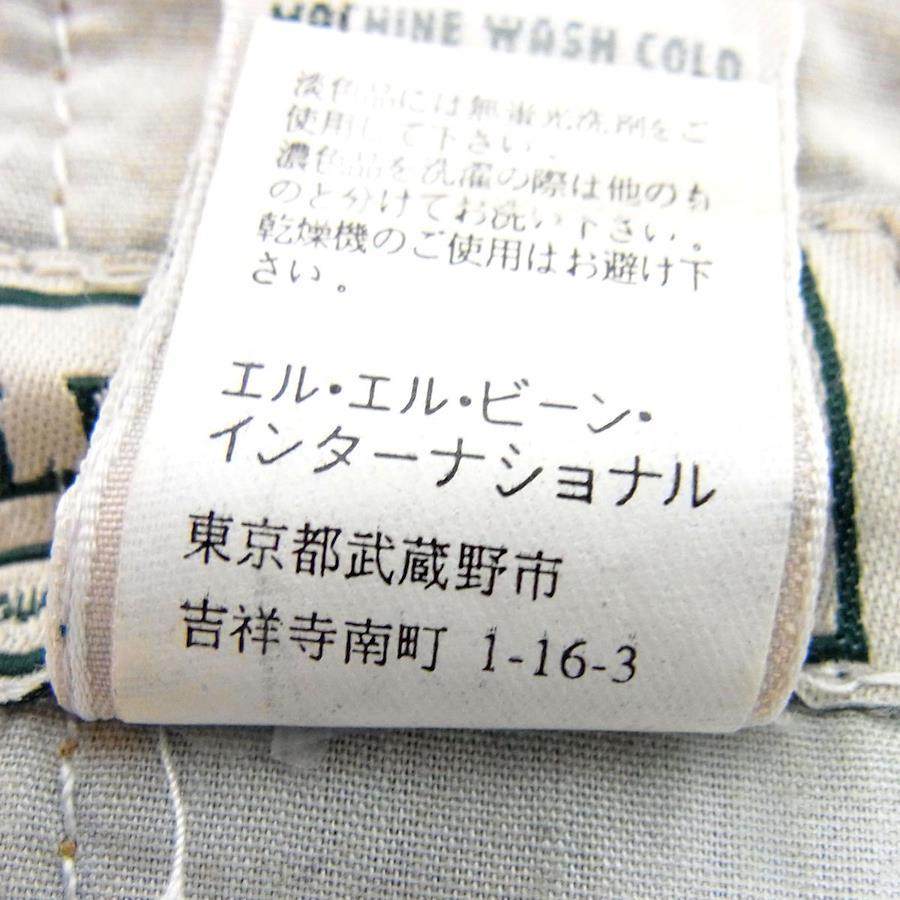 MACHINE WASH COLD
淡色品には無蛍光洗剤をご
使用して下さい.
濃色品を洗濯の際は他のも
のと分けてお洗い下さい。
乾燥機のご使用はお避け下
さい。
エル・エル・ビーン・
インターナショナル
東京都武蔵野市
吉祥寺南町 1-16-3